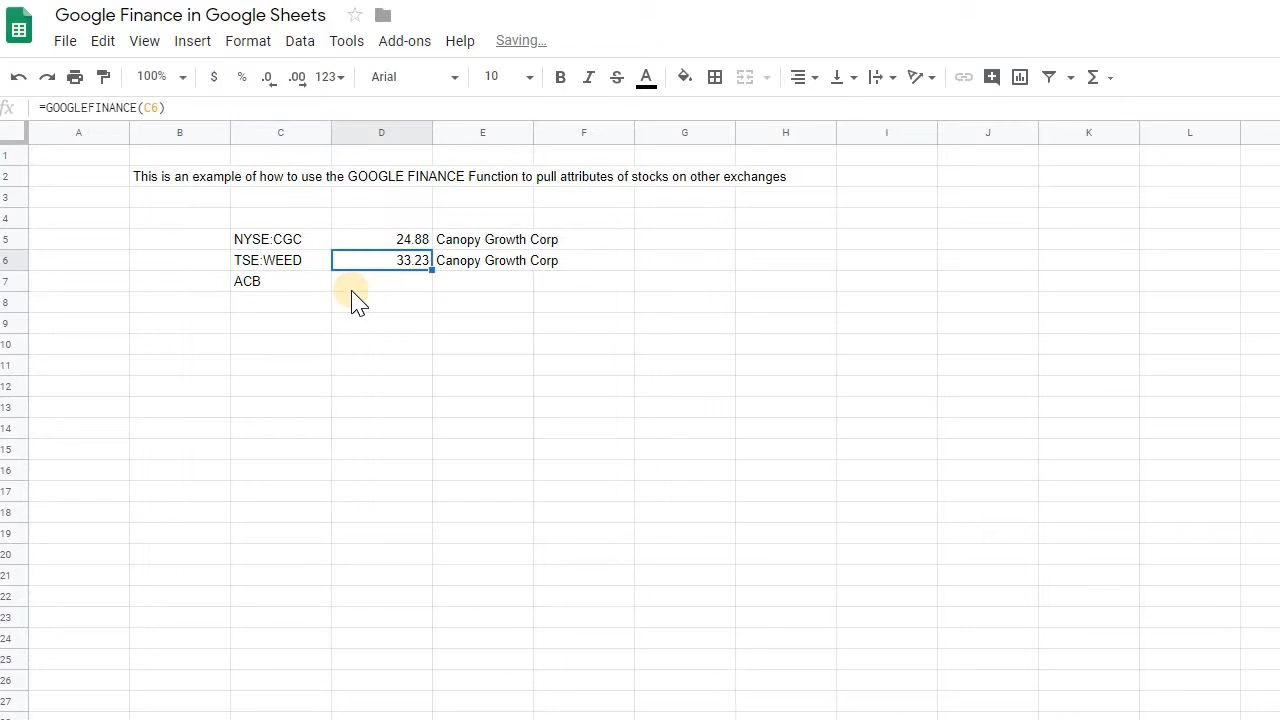 Google Finance in Google Sheets
File Edit View Insert Format Data Tools Add-ons Help Saving...
100% $ % .0 .00 123 Arial 10 B I S A Σ
fx =GOOGLEFINANCE(C6)
A B C D E F G H I J K L
1
2 This is an example of how to use the GOOGLE FINANCE Function to pull attributes of stocks on other exchanges
3
4
5 NYSE:CGC 24.88 Canopy Growth Corp
6 TSE:WEED 33.23 Canopy Growth Corp
7 ACB
8
9
10
11
12
13
14
15
16
17
18
19
20
21
22
23
24
25
26
27